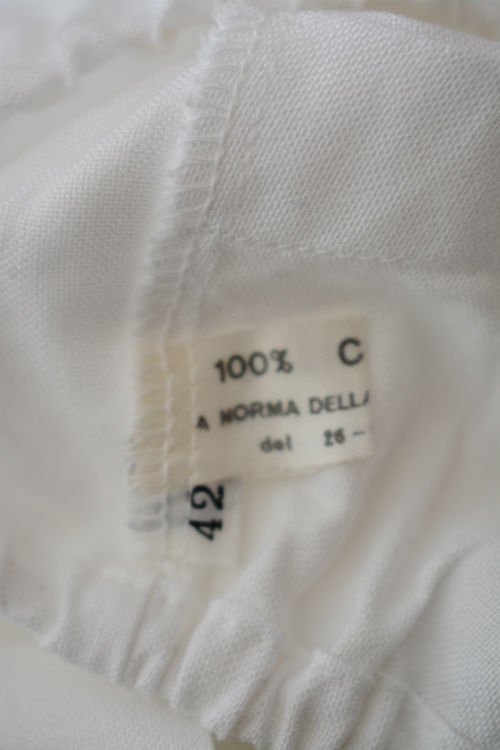 100% C
A NORMA DELLA
del 26-
42